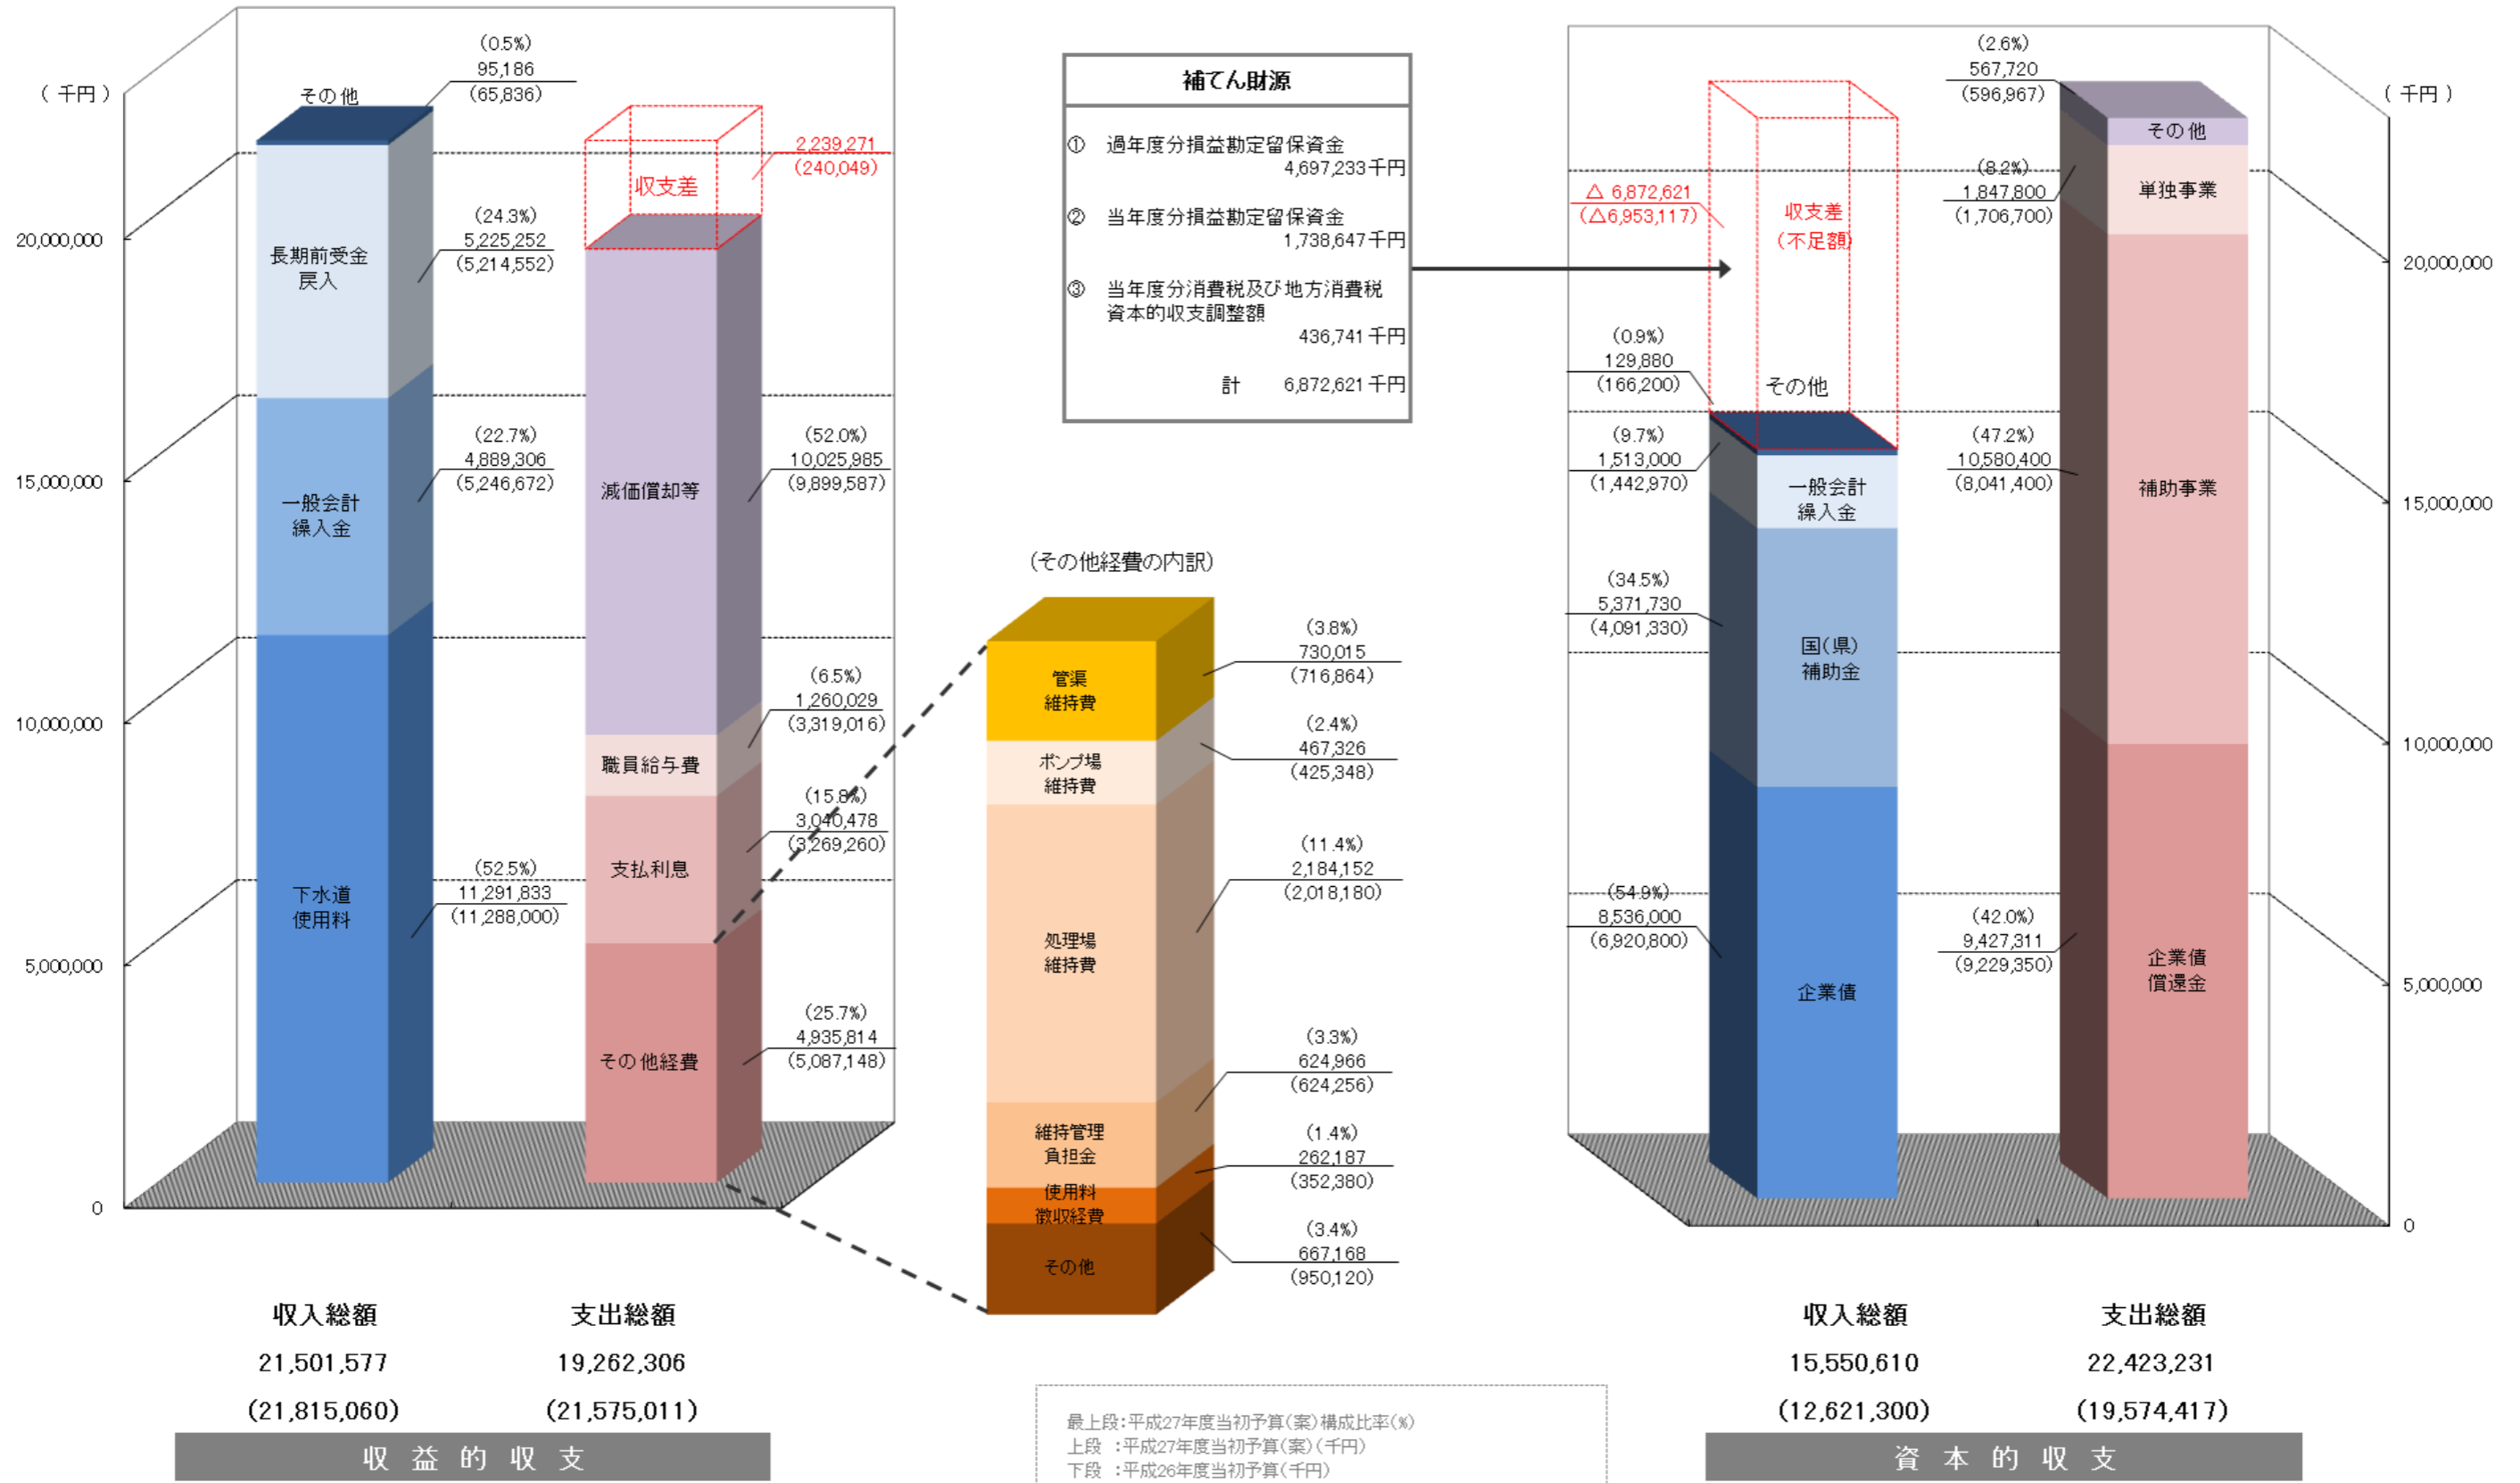 (千円)
20,000,000
15,000,000
10,000,000
5,000,000
0
その他
(0.5%)
95,186
(65,836)
長期前受金
戻入
(24.3%)
5,225,252
(5,214,552)
一般会計
繰入金
(22.7%)
4,889,306
(5,246,672)
下水道
使用料
(52.5%)
11,291,833
(11,288,000)
収支差
2,239,271
(240,049)
減価償却等
(52.0%)
10,025,985
(9,899,587)
職員給与費
(6.5%)
1,260,029
(3,319,016)
支払利息
(15.8%)
3,040,478
(3,269,260)
その他経費
(25.7%)
4,935,814
(5,087,148)
収入総額
21,501,577
(21,815,060)
支出総額
19,262,306
(21,575,011)
収益的収支
補てん財源
① 過年度分損益勘定留保資金
4,697,233千円
② 当年度分損益勘定留保資金
1,738,647千円
③ 当年度分消費税及び地方消費税
資本的収支調整額
436,741千円
計 6,872,621千円
(その他経費の内訳)
管渠
維持費
(3.8%)
730,015
(716,864)
ポンプ場
維持費
(2.4%)
467,326
(425,348)
処理場
維持費
(11.4%)
2,184,152
(2,018,180)
維持管理
負担金
(3.3%)
624,966
(624,256)
使用料
徴収経費
(1.4%)
262,187
(352,380)
その他
(3.4%)
667,168
(950,120)
最上段:平成27年度当初予算(案)構成比率(%)
上段 :平成27年度当初予算(案)(千円)
下段 :平成26年度当初予算(千円)
△ 6,872,621
(△6,953,117)
収支差
(不足額)
その他
(0.9%)
129,880
(166,200)
一般会計
繰入金
(9.7%)
1,513,000
(1,442,970)
国(県)
補助金
(34.5%)
5,371,730
(4,091,330)
企業債
(54.9%)
8,536,000
(6,920,800)
その他
(2.6%)
567,720
(596,967)
単独事業
(8.2%)
1,847,800
(1,706,700)
補助事業
(47.2%)
10,580,400
(8,041,400)
企業債
償還金
(42.0%)
9,427,311
(9,229,350)
(千円)
20,000,000
15,000,000
10,000,000
5,000,000
0
収入総額
15,550,610
(12,621,300)
支出総額
22,423,231
(19,574,417)
資本的収支